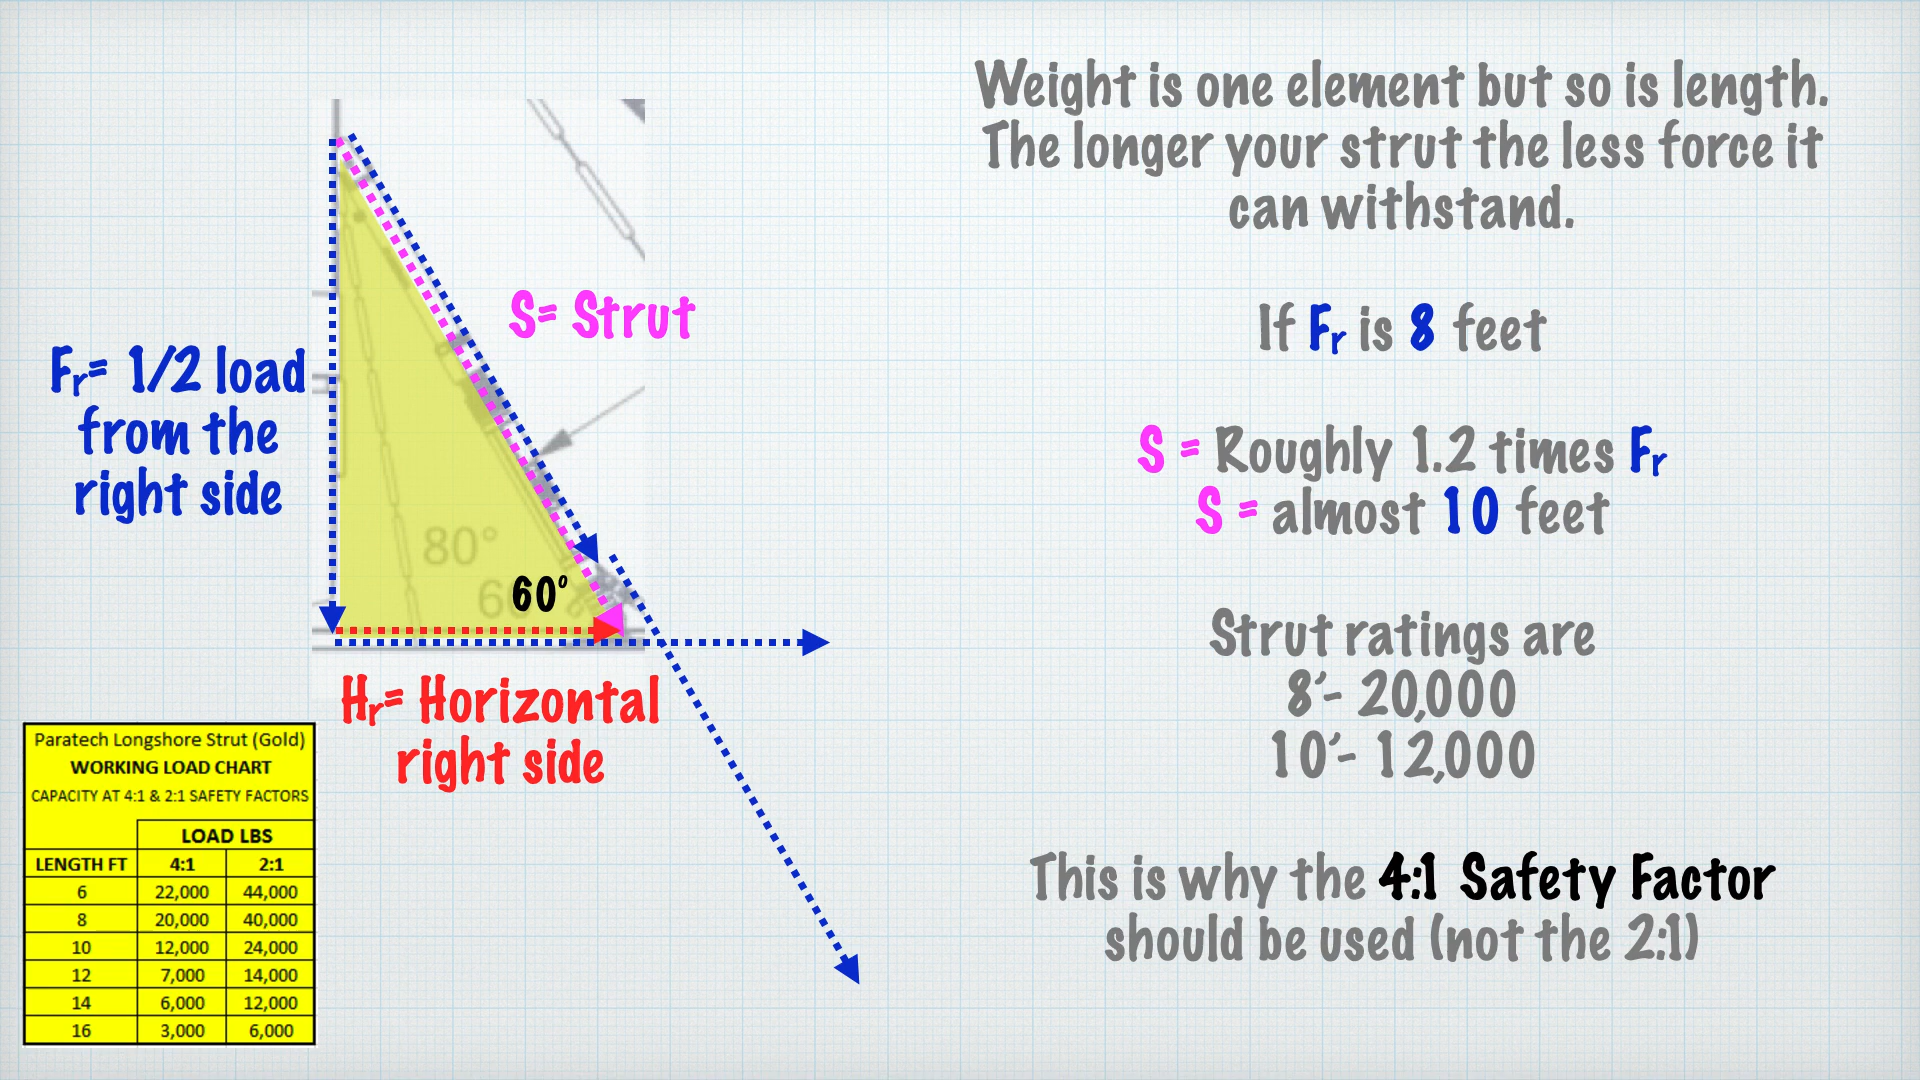 Weight is one element but so is length.
The longer your strut the less force it
can withstand.
If Fr is 8 feet
S = Roughly 1.2 times Fr
S = almost 10 feet
Strut ratings are
8'- 20,000
10'- 12,000
This is why the 4:1 Safety Factor
should be used (not the 2:1)
S= Strut
Fr= 1/2 load
from the
right side
80°
60°
Hr= Horizontal
right side
Paratech Longshore Strut (Gold)
WORKING LOAD CHART
CAPACITY AT 4:1 & 2:1 SAFETY FACTORS
LOAD LBS
LENGTH FT 4:1 2:1
6 22,000 44,000
8 20,000 40,000
10 12,000 24,000
12 7,000 14,000
14 6,000 12,000
16 3,000 6,000